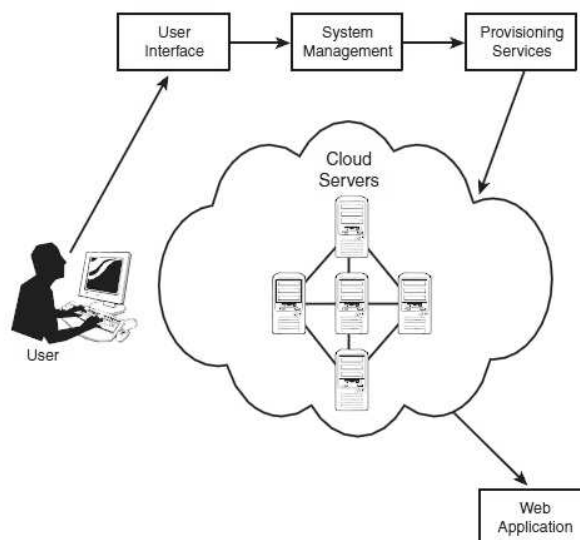 User
Interface
System
Management
Provisioning
Services
Cloud
Servers
User
Web
Application